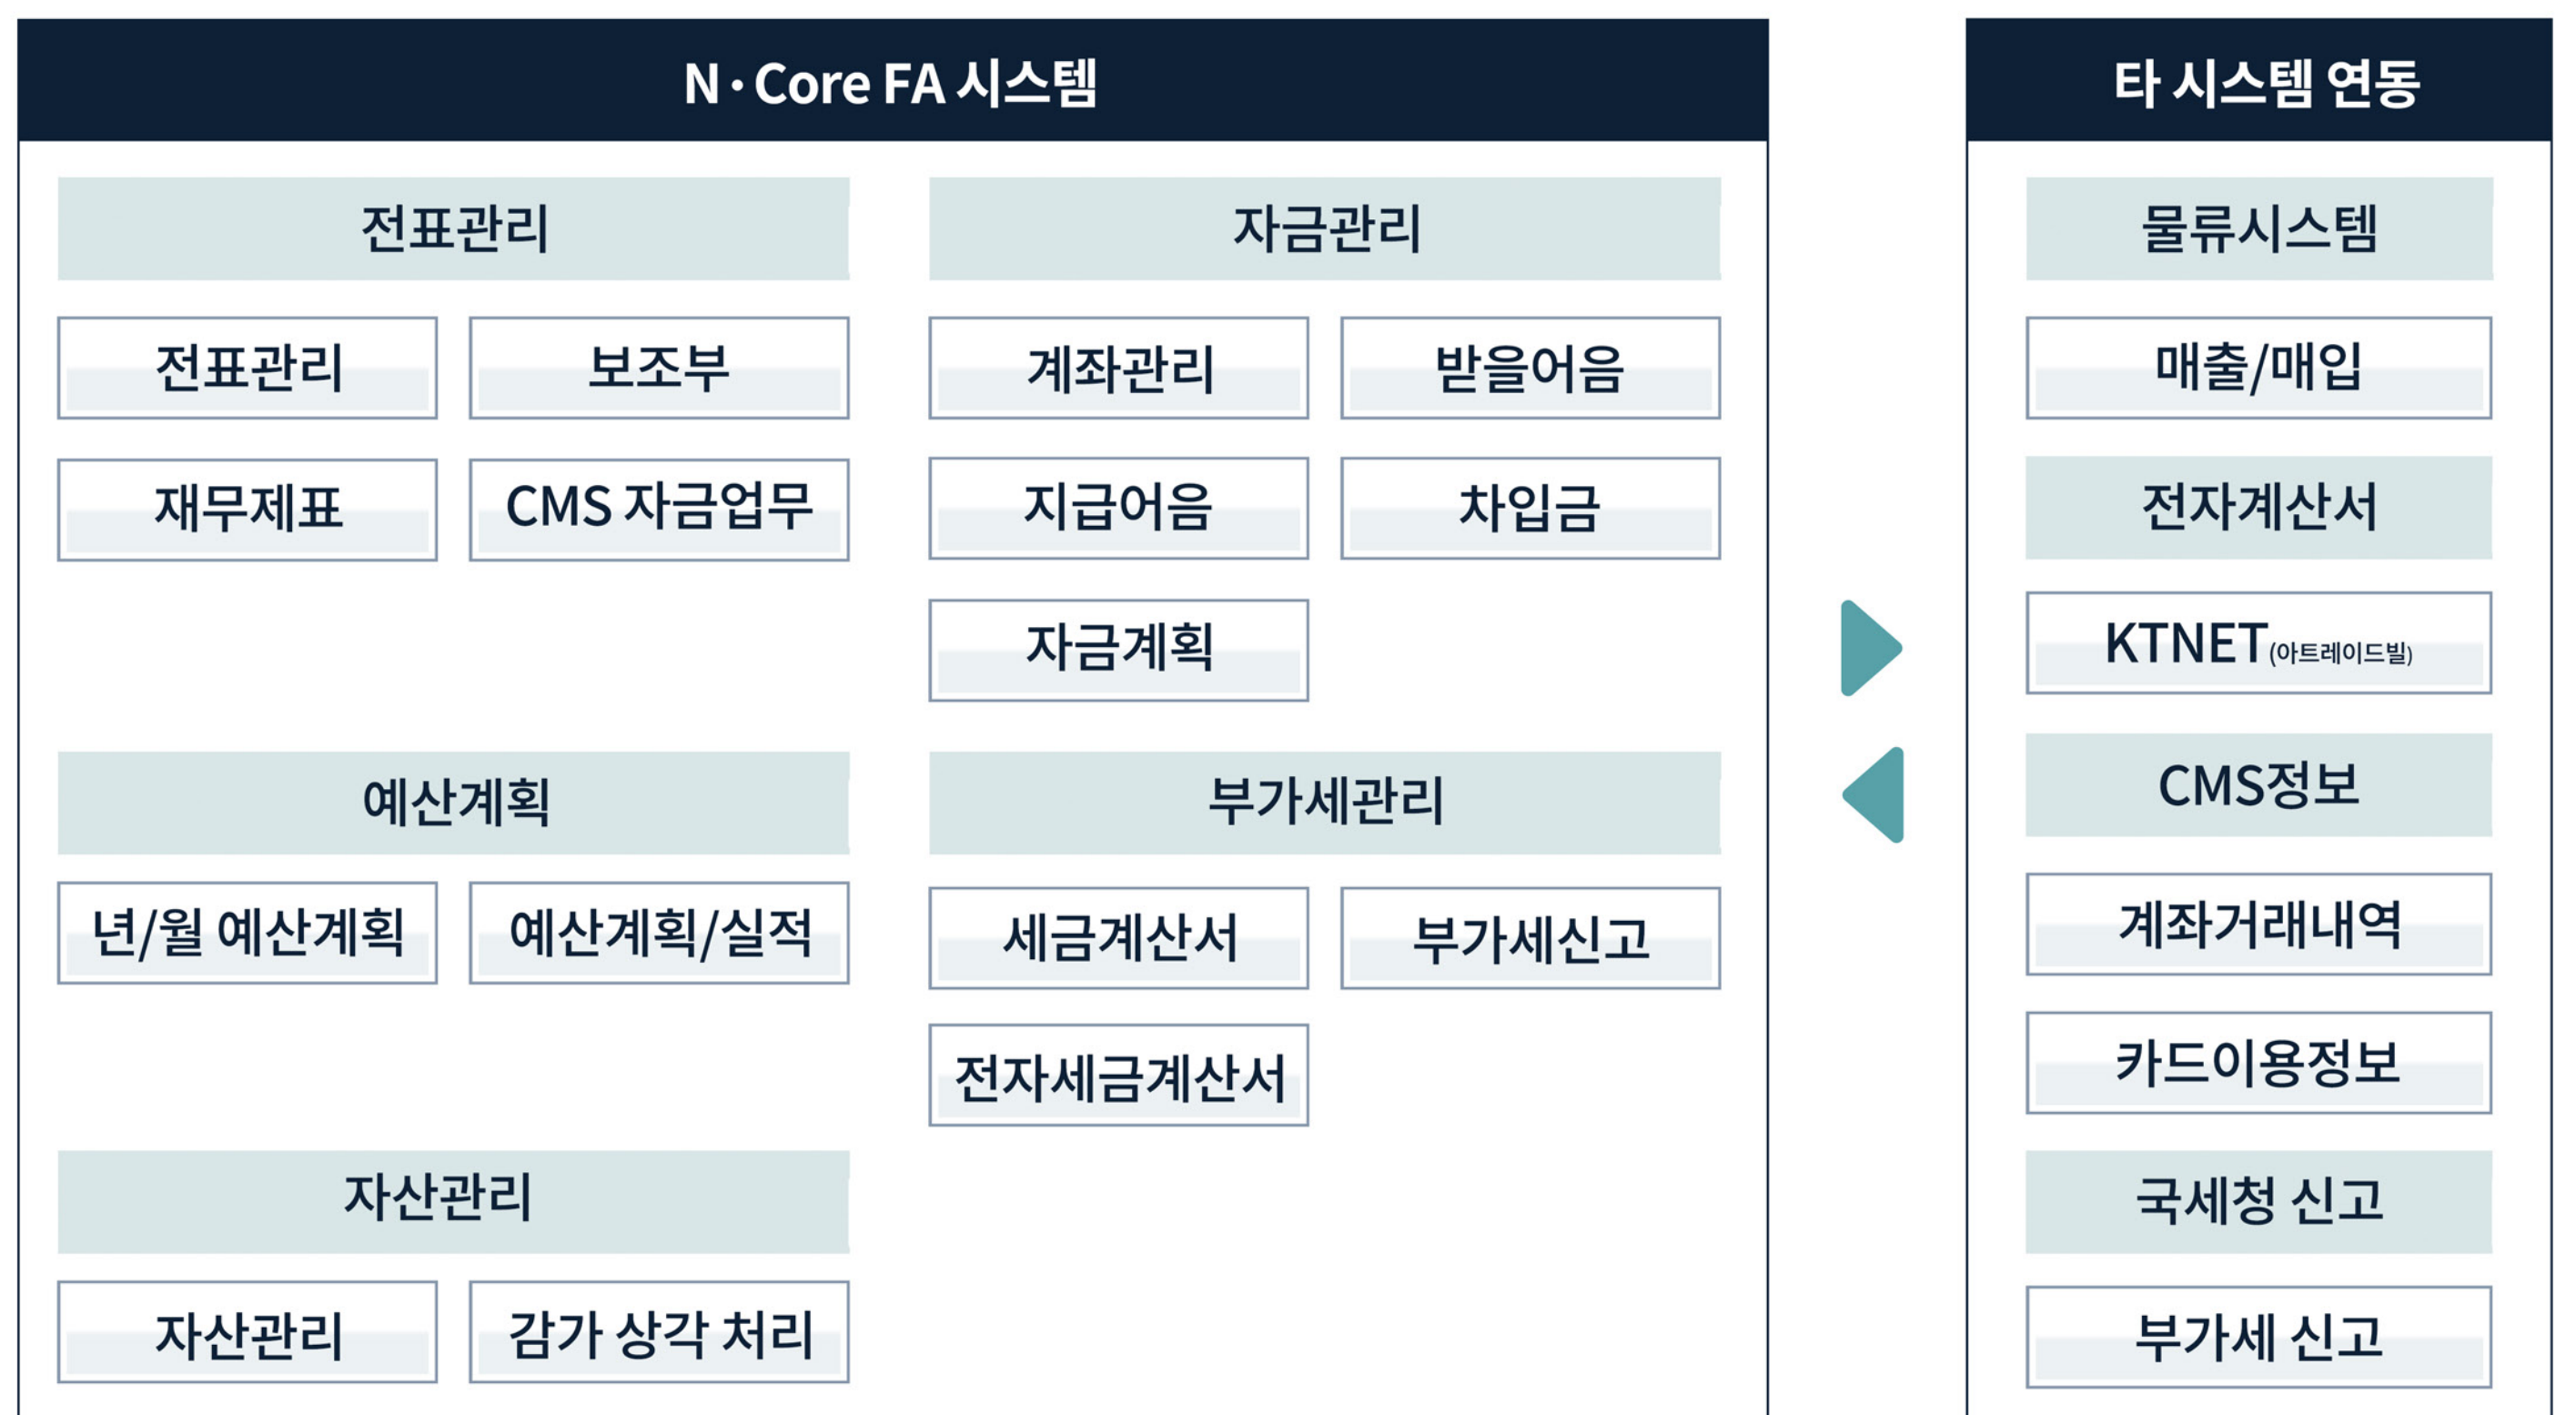 N·Core FA 시스템
전표관리
전표관리
보조부
재무제표
CMS 자금업무
자금관리
계좌관리
받을어음
지급어음
차입금
자금계획
예산계획
년/월 예산계획
예산계획/실적
부가세관리
세금계산서
부가세신고
전자세금계산서
자산관리
자산관리
감가 상각 처리
타 시스템 연동
물류시스템
매출/매입
전자계산서
KTNET(아트레이드빌)
CMS정보
계좌거래내역
카드이용정보
국세청 신고
부가세 신고